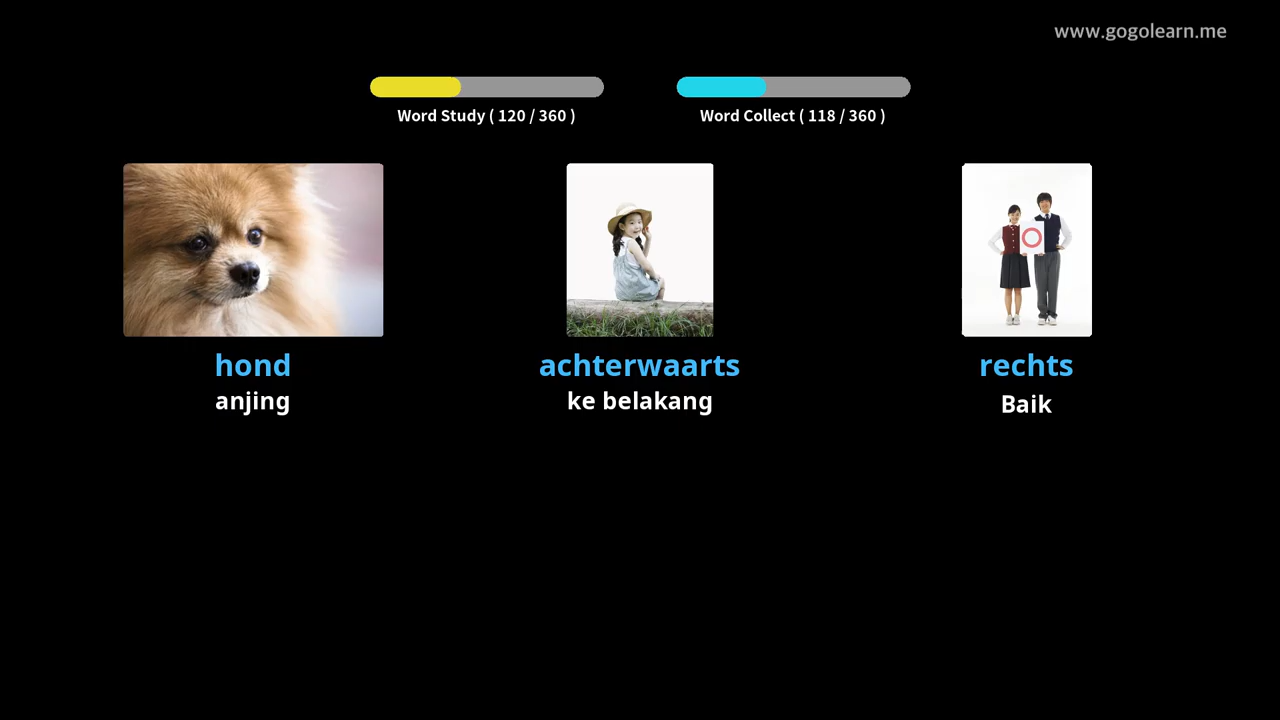 www.gogolearn.me
Word Study ( 120 / 360 )
Word Collect ( 118 / 360 )
hond
anjing
achterwaarts
ke belakang
rechts
Baik